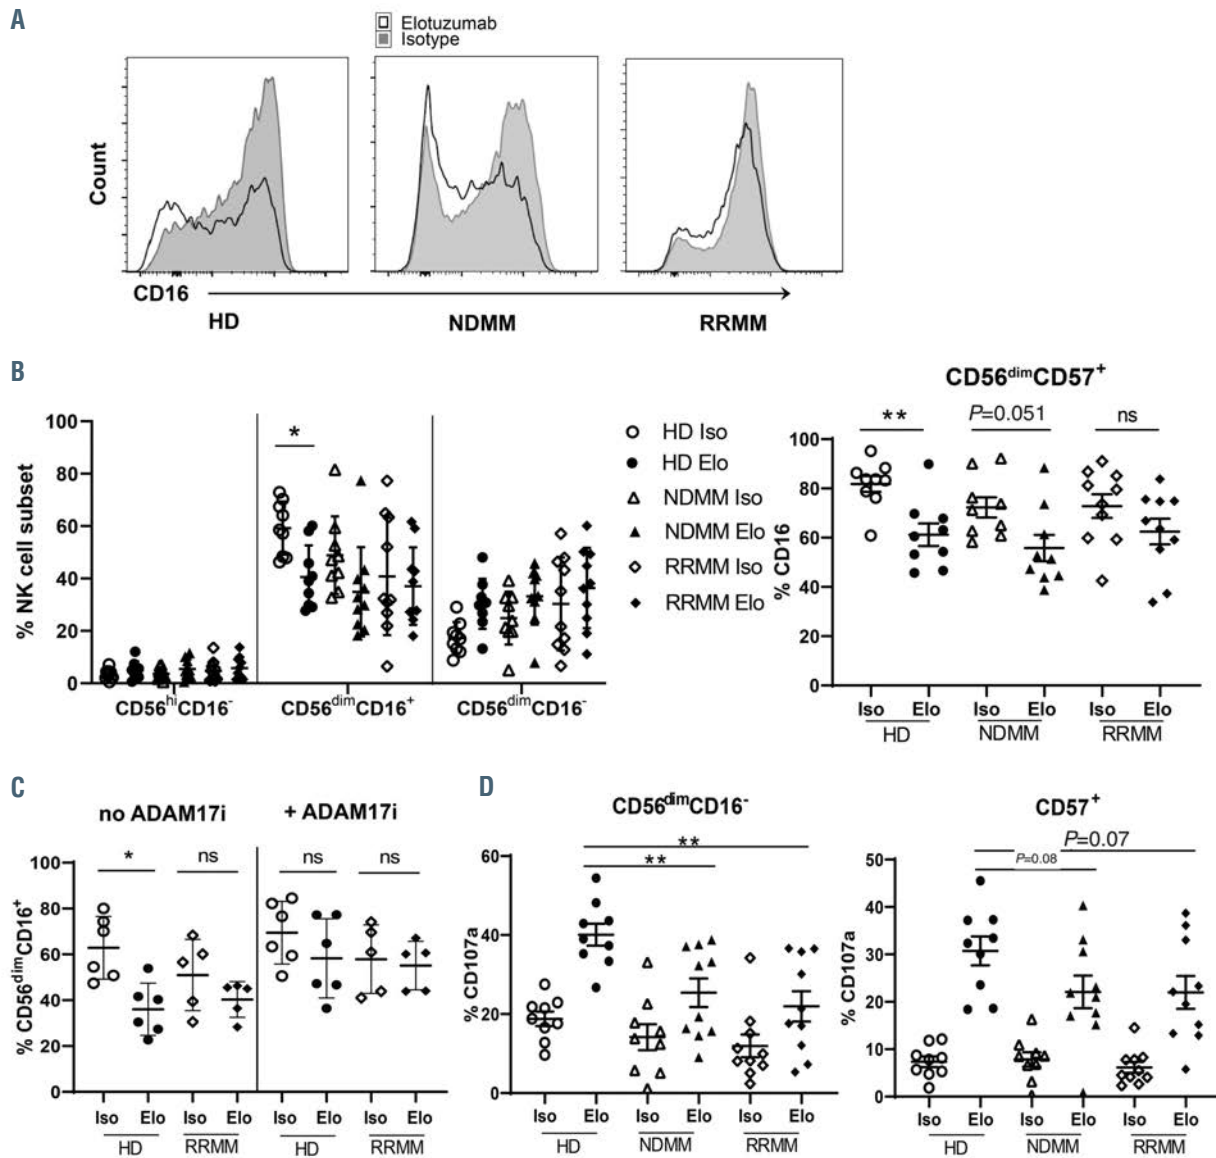 A
Elotuzumab
Isotype
Count
CD16
HD
NDMM
RRMM
B
% NK cell subset
100
80
60
40
20
0
*
CD56hiCD16-
CD56dimCD16+
CD56dimCD16-
HD Iso
HD Elo
NDMM Iso
NDMM Elo
RRMM Iso
RRMM Elo
CD56dimCD57+
% CD16
100
80
60
40
20
0
**
P=0.051
ns
Iso Elo Iso Elo Iso Elo
HD NDMM RRMM
C
no ADAM17i + ADAM17i
% CD56dimCD16+
100
80
60
40
20
0
* ns ns ns
Iso Elo Iso Elo Iso Elo Iso Elo
HD RRMM HD RRMM
D
CD56dimCD16-
% CD107a
60
40
20
0
**
**
Iso Elo Iso Elo Iso Elo
HD NDMM RRMM
CD57+
% CD107a
50
40
30
20
10
0
P=0.07
P=0.08
Iso Elo Iso Elo Iso Elo
HD NDMM RRMM